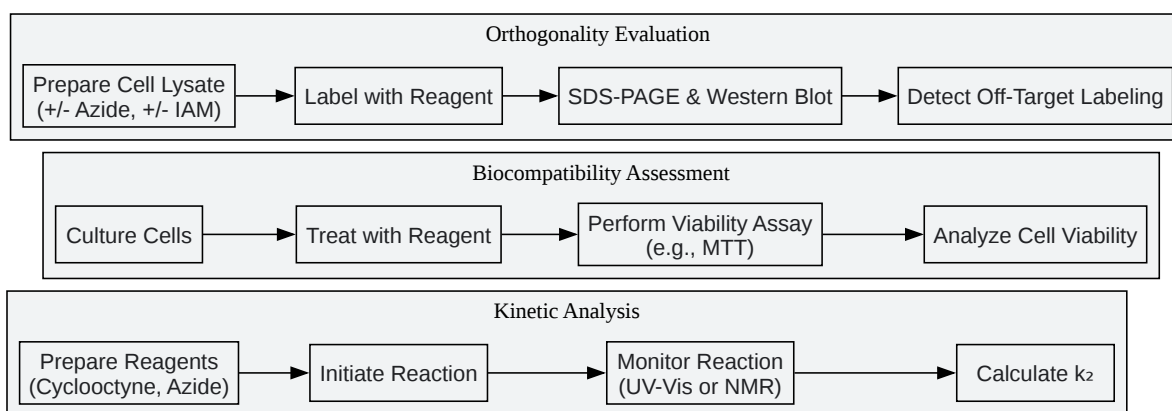 Orthogonality Evaluation
Prepare Cell Lysate
(+/- Azide, +/- IAM)
Label with Reagent
SDS-PAGE & Western Blot
Detect Off-Target Labeling
Biocompatibility Assessment
Culture Cells
Treat with Reagent
Perform Viability Assay
(e.g., MTT)
Analyze Cell Viability
Kinetic Analysis
Prepare Reagents
(Cyclooctyne, Azide)
Initiate Reaction
Monitor Reaction
(UV-Vis or NMR)
Calculate k₂